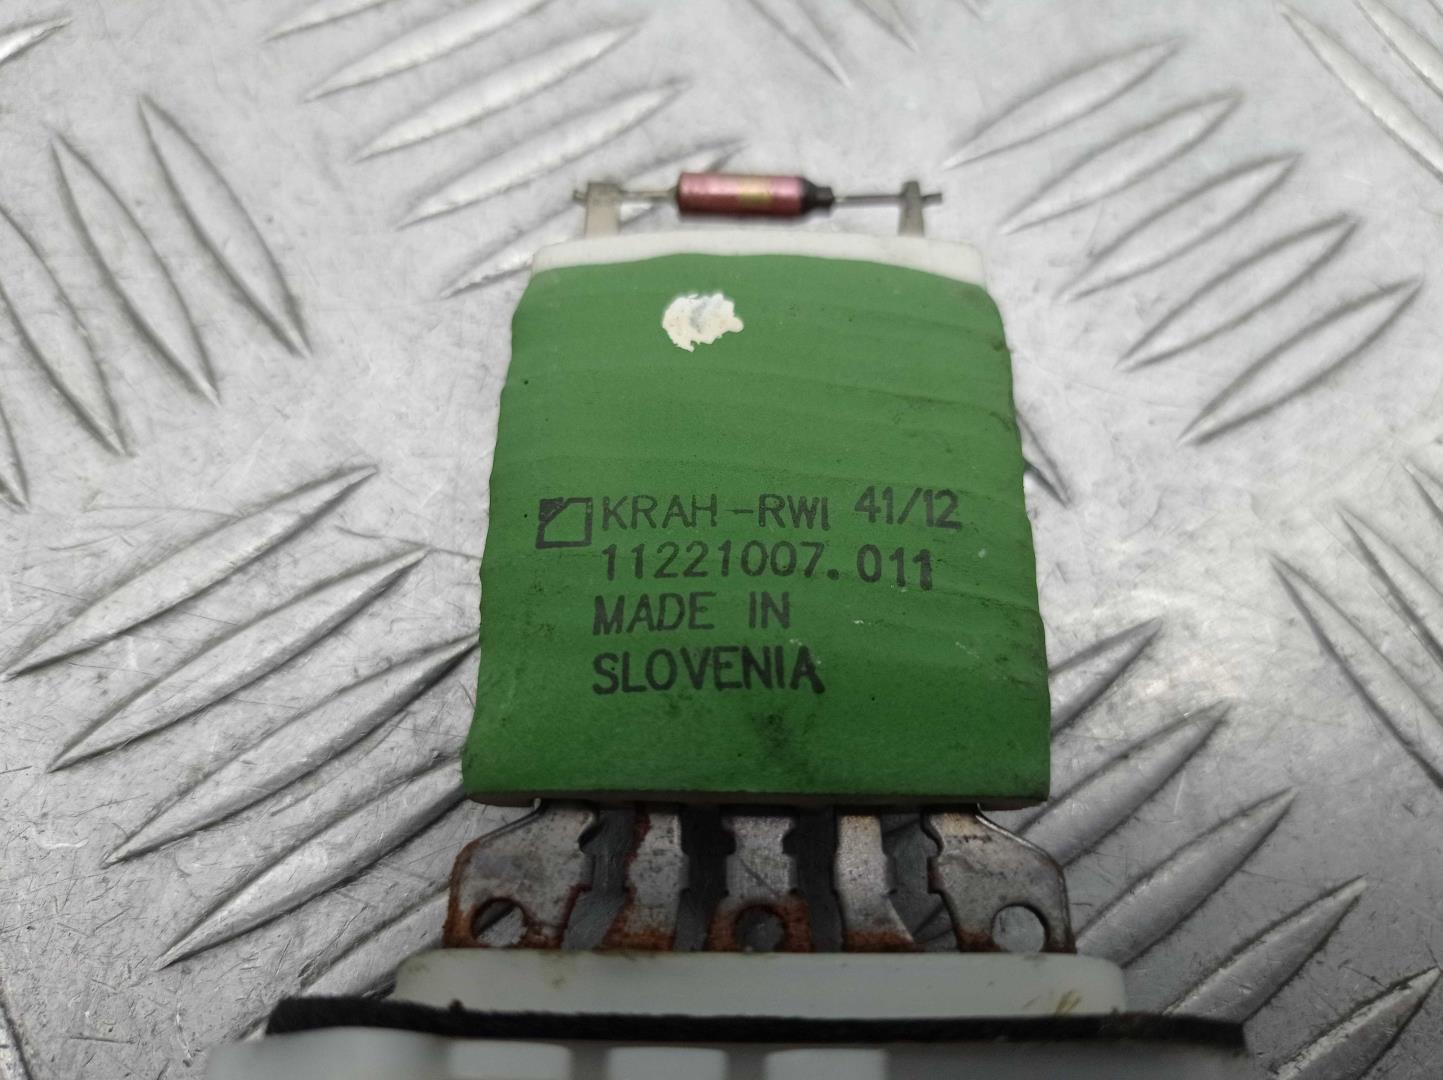 KRAH-RWI 41/12
11221007.011
MADE IN
SLOVENIA